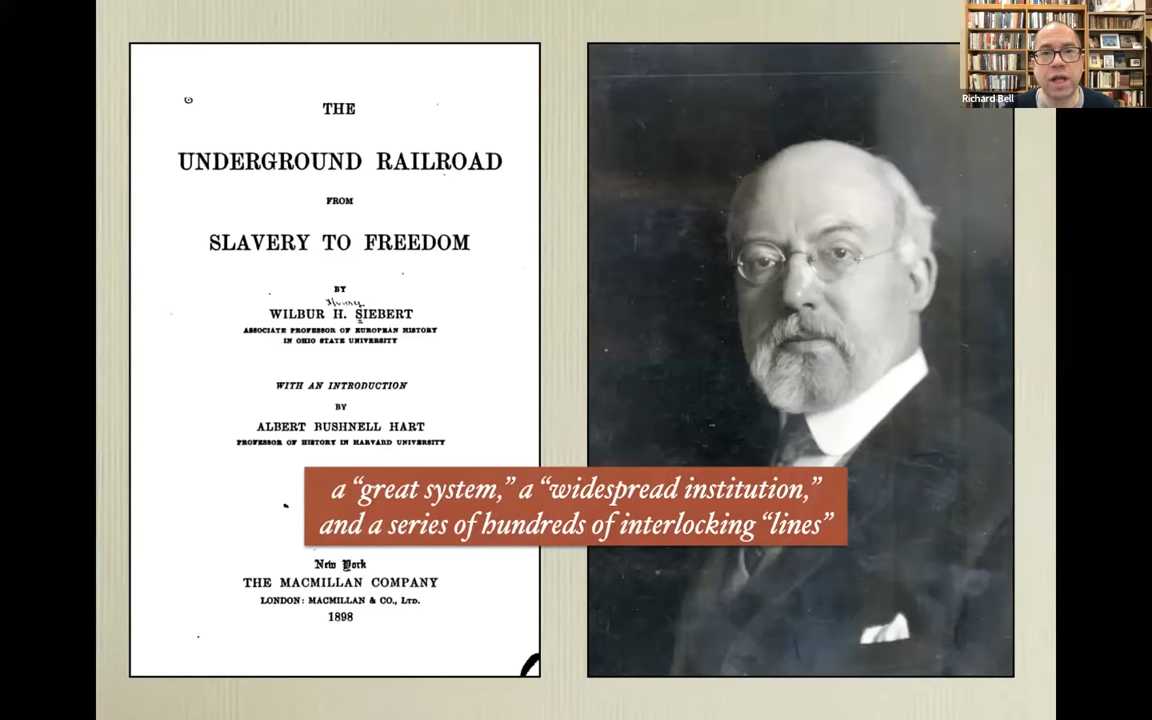 THE
UNDERGROUND RAILROAD
FROM
SLAVERY TO FREEDOM
BY
Henry
WILBUR H. SIEBERT
ASSOCIATE PROFESSOR OF EUROPEAN HISTORY
IN OHIO STATE UNIVERSITY
WITH AN INTRODUCTION
BY
ALBERT BUSHNELL HART
PROFESSOR OF HISTORY IN HARVARD UNIVERSITY
a “great system,” a “widespread institution,”
and a series of hundreds of interlocking “lines”
New York
THE MACMILLAN COMPANY
LONDON: MACMILLAN & CO., LTD.
1898
Richard Bell